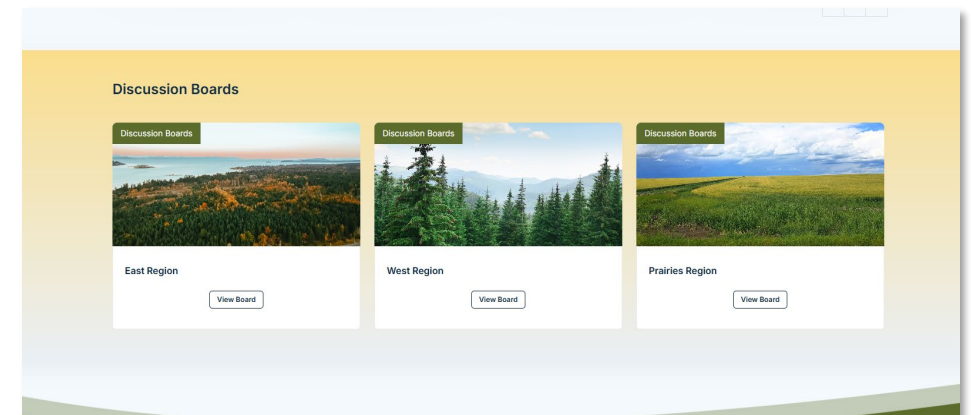 Discussion Boards
Discussion Boards
Discussion Boards
Discussion Boards
East Region
West Region
Prairies Region
View Board
View Board
View Board